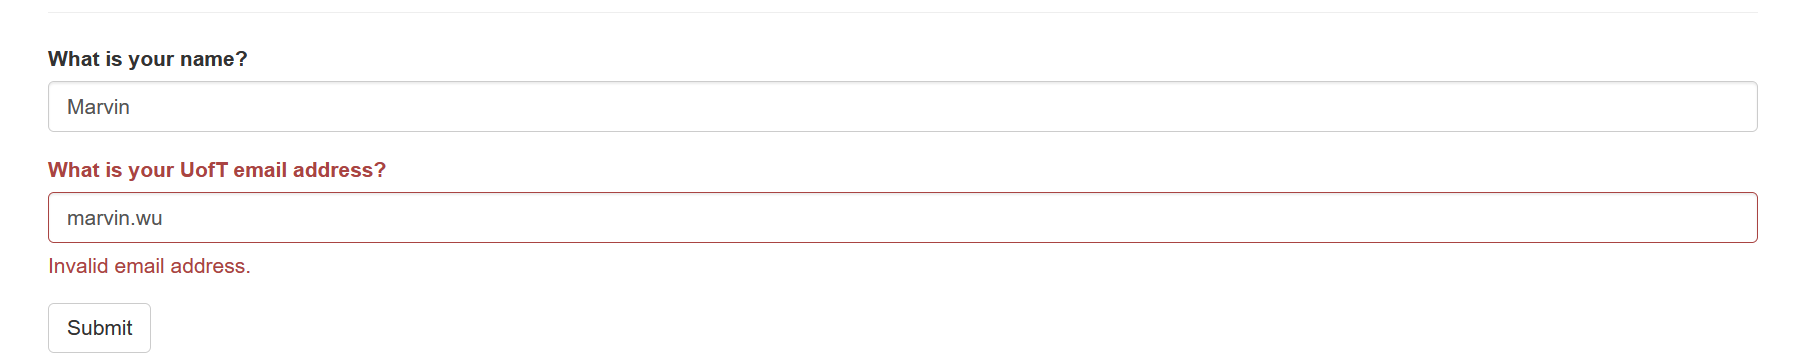 What is your name?
Marvin
What is your UofT email address?
marvin.wu
Invalid email address.
Submit